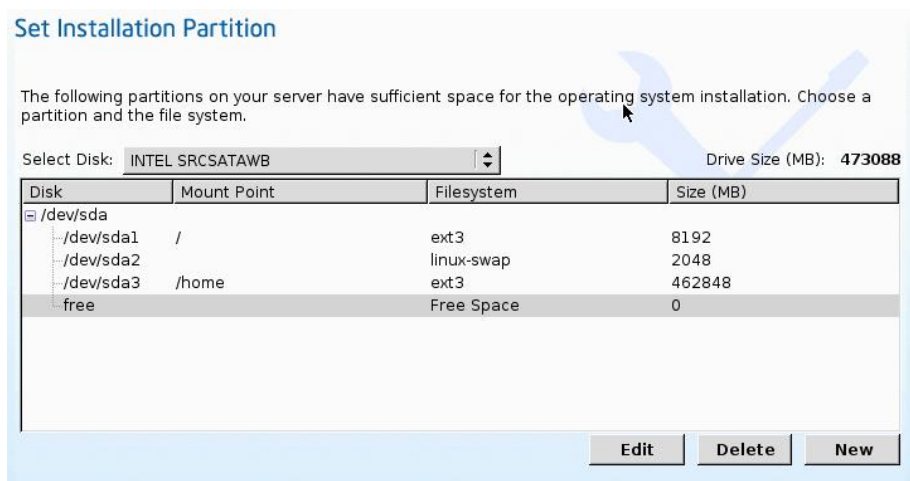 Set Installation Partition
The following partitions on your server have sufficient space for the operating system installation. Choose a
partition and the file system.
Select Disk: INTEL SRCSATAWB Drive Size (MB): 473088
Disk Mount Point Filesystem Size (MB)
/dev/sda
/dev/sda1 / ext3 8192
/dev/sda2 linux-swap 2048
/dev/sda3 /home ext3 462848
free Free Space 0
Edit Delete New